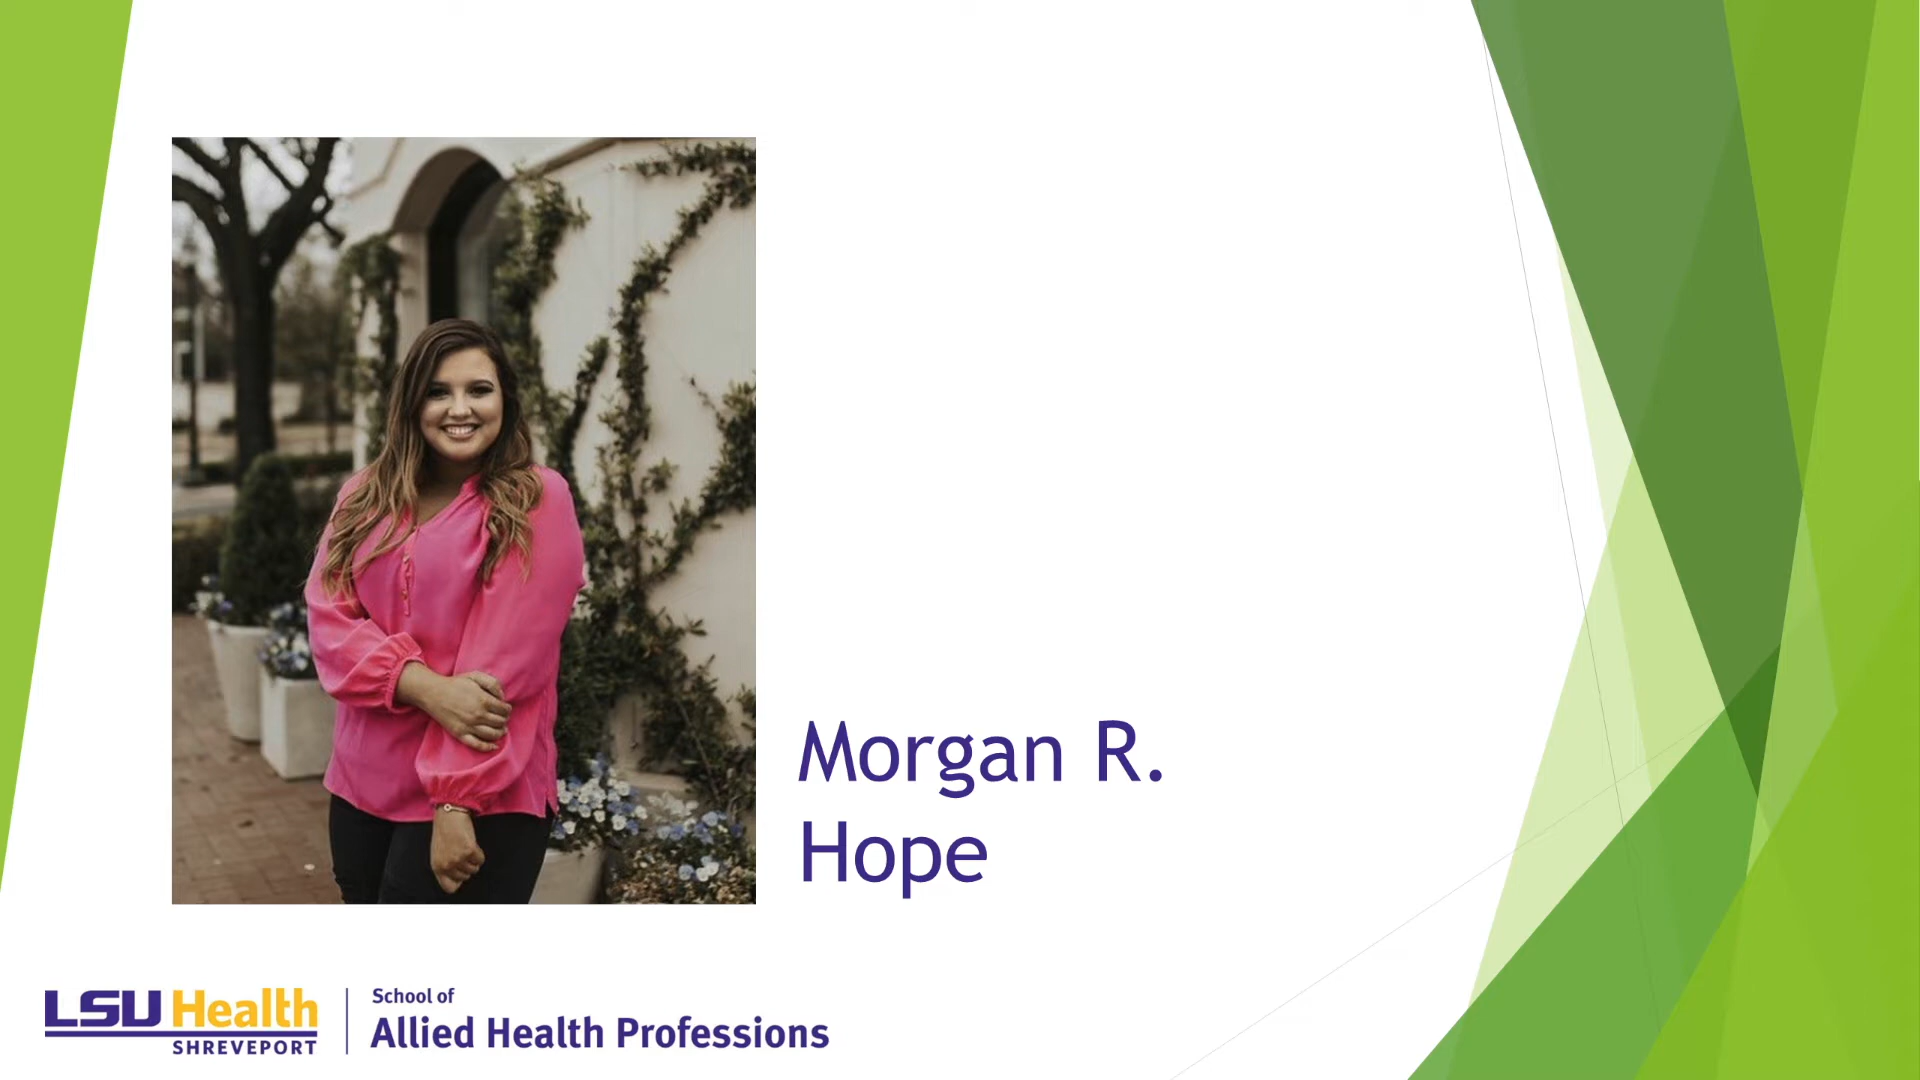 Morgan R.
Hope
LSU Health
SHREVEPORT
School of
Allied Health Professions